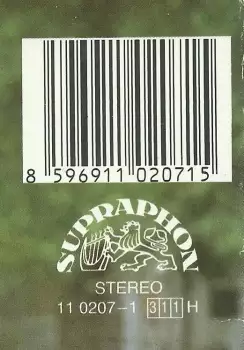 8 596911 020715
SUPRAPHON
STEREO
11 0207-1 311 H